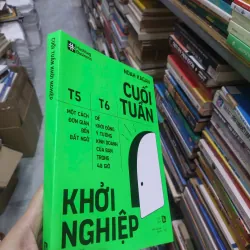 NOAH KAGAN
CUỐI TUẦN
T5
T6
MỘT CÁCH
ĐƠN GIẢN
ĐẾN
BẤT NGỜ
ĐỂ
KHỞI ĐỘNG
Ý TƯỞNG
KINH DOANH
CỦA BẠN
TRONG
48 GIỜ
KHỞI
NGHIỆP
CUỐI TUẦN KHỞI NGHIỆP